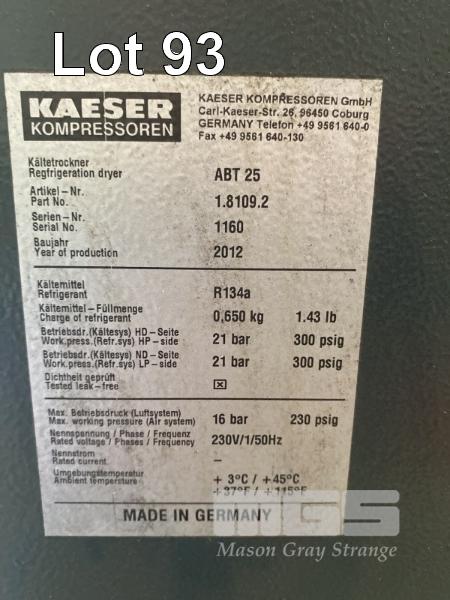 Lot 93
KAESER
KOMPRESSOREN
KAESER KOMPRESSOREN GmbH
Carl-Kaeser-Str. 26, 96450 Coburg
GERMANY Telefon +49 9561 640-0
Fax +49 9561 640-130
Kältetrockner
Regfrigeration dryer ABT 25
Artikel-Nr.
Part No. 1.8109.2
Serien-Nr.
Serial No. 1160
Baujahr
Year of production 2012
Kältemittel
Refrigerant R134a
Kältemittel-Füllmenge
Charge of refrigerant 0,650 kg 1.43 lb
Betriebsdr.(Kältesys) HD-Seite
Work.press.(Refr.sys) HP-side 21 bar 300 psig
Betriebsdr.(Kältesys) ND-Seite
Work.press.(Refr.sys) LP-side 21 bar 300 psig
Dichtheit geprüft
Tested leak-free ☒
Max. Betriebsdruck (Luftsystem)
Max. working pressure (Air system) 16 bar 230 psig
Nennspannung / Phase / Frequenz
Rated voltage / Phases / Frequency 230V/1/50Hz
Nennstrom
Rated current –
Umgebungstemperatur
Ambient temperature + 3°C / +45°C
+37°F / +115°F
MADE IN GERMANY
MGS
Mason Gray Strange